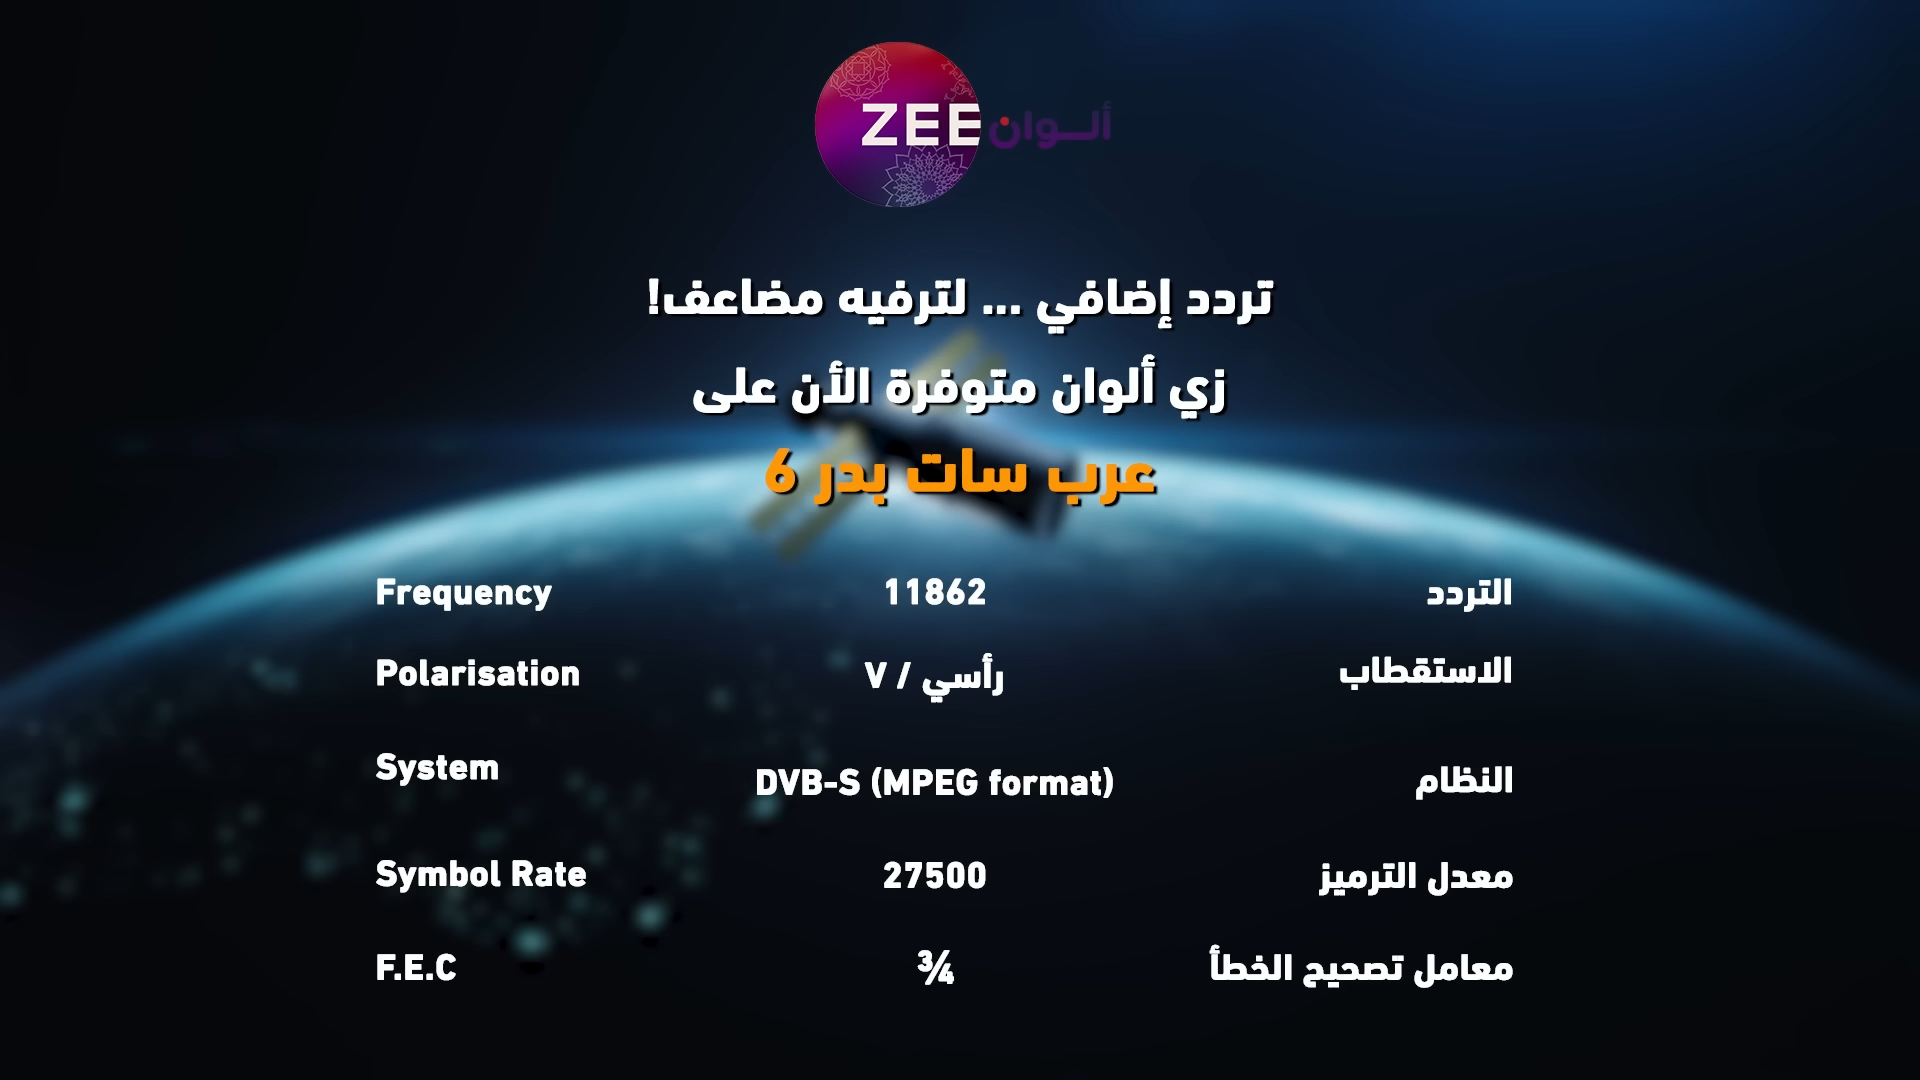 ZEE ألوان
تردد إضافي ... لترفيه مضاعف!
زي ألوان متوفرة الأن على
عرب سات بدر 6
Frequency 11862 التردد
Polarisation رأسي / V الاستقطاب
System DVB-S (MPEG format) النظام
Symbol Rate 27500 معدل الترميز
F.E.C ¾ معامل تصحيح الخطأ